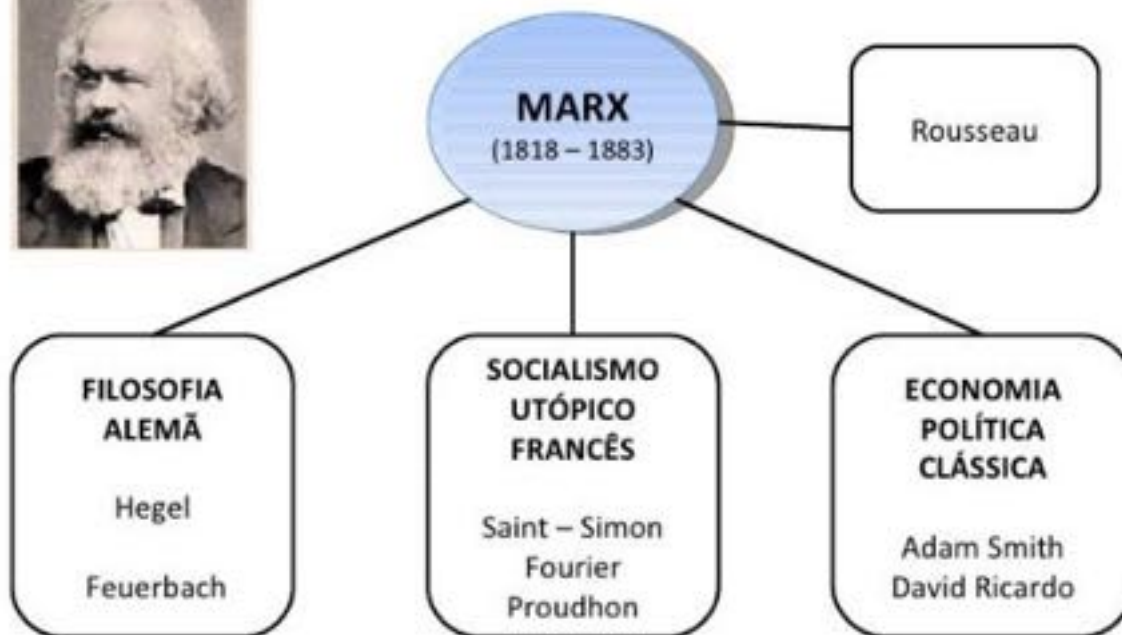 MARX
(1818 – 1883)
Rousseau
FILOSOFIA
ALEMÃ
Hegel
Feuerbach
SOCIALISMO
UTÓPICO
FRANCÊS
Saint – Simon
Fourier
Proudhon
ECONOMIA
POLÍTICA
CLÁSSICA
Adam Smith
David Ricardo